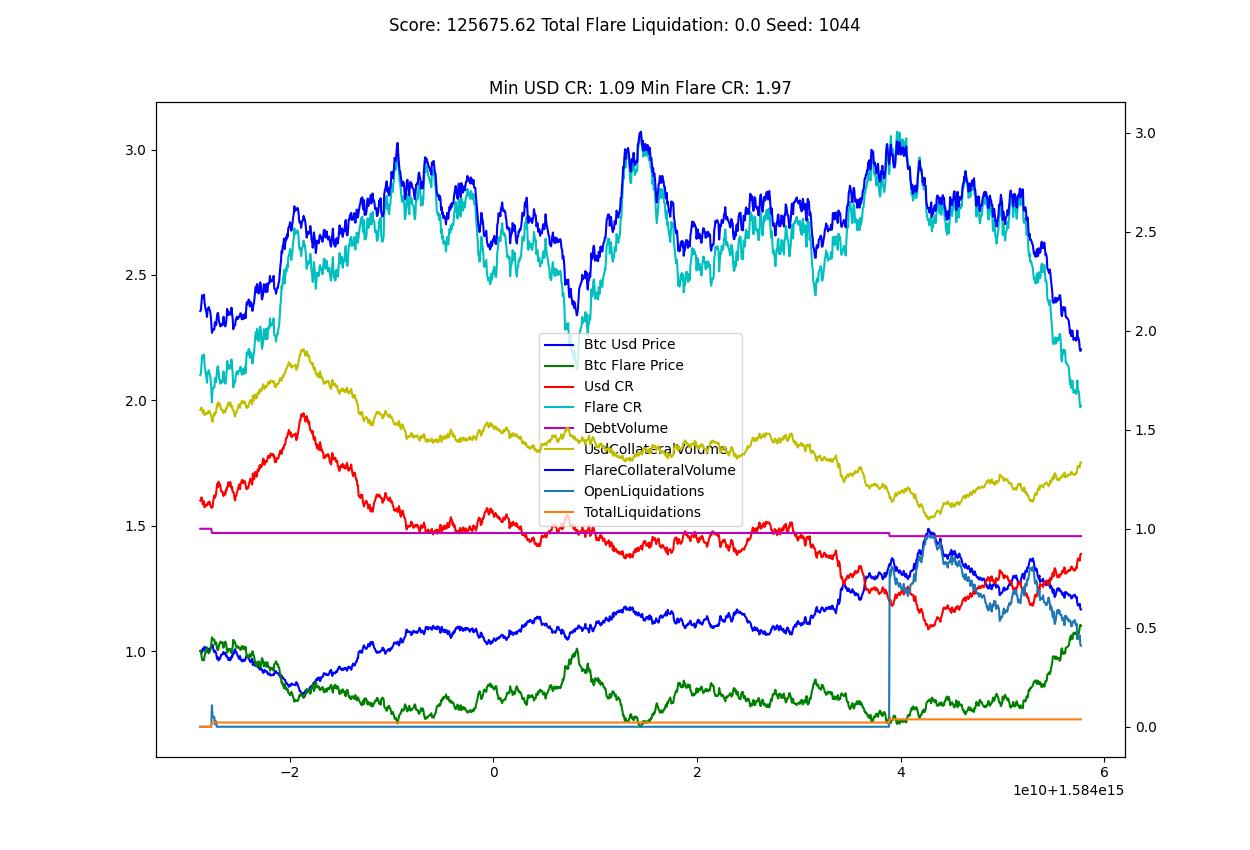 Score: 125675.62 Total Flare Liquidation: 0.0 Seed: 1044
Min USD CR: 1.09 Min Flare CR: 1.97
3.0
2.5
2.0
1.5
1.0
3.0
2.5
2.0
1.5
1.0
0.5
0.0
Btc Usd Price
Btc Flare Price
Usd CR
Flare CR
DebtVolume
UsdCollateralVolume
FlareCollateralVolume
OpenLiquidations
TotalLiquidations
−2 0 2 4 6
1e10+1.584e15